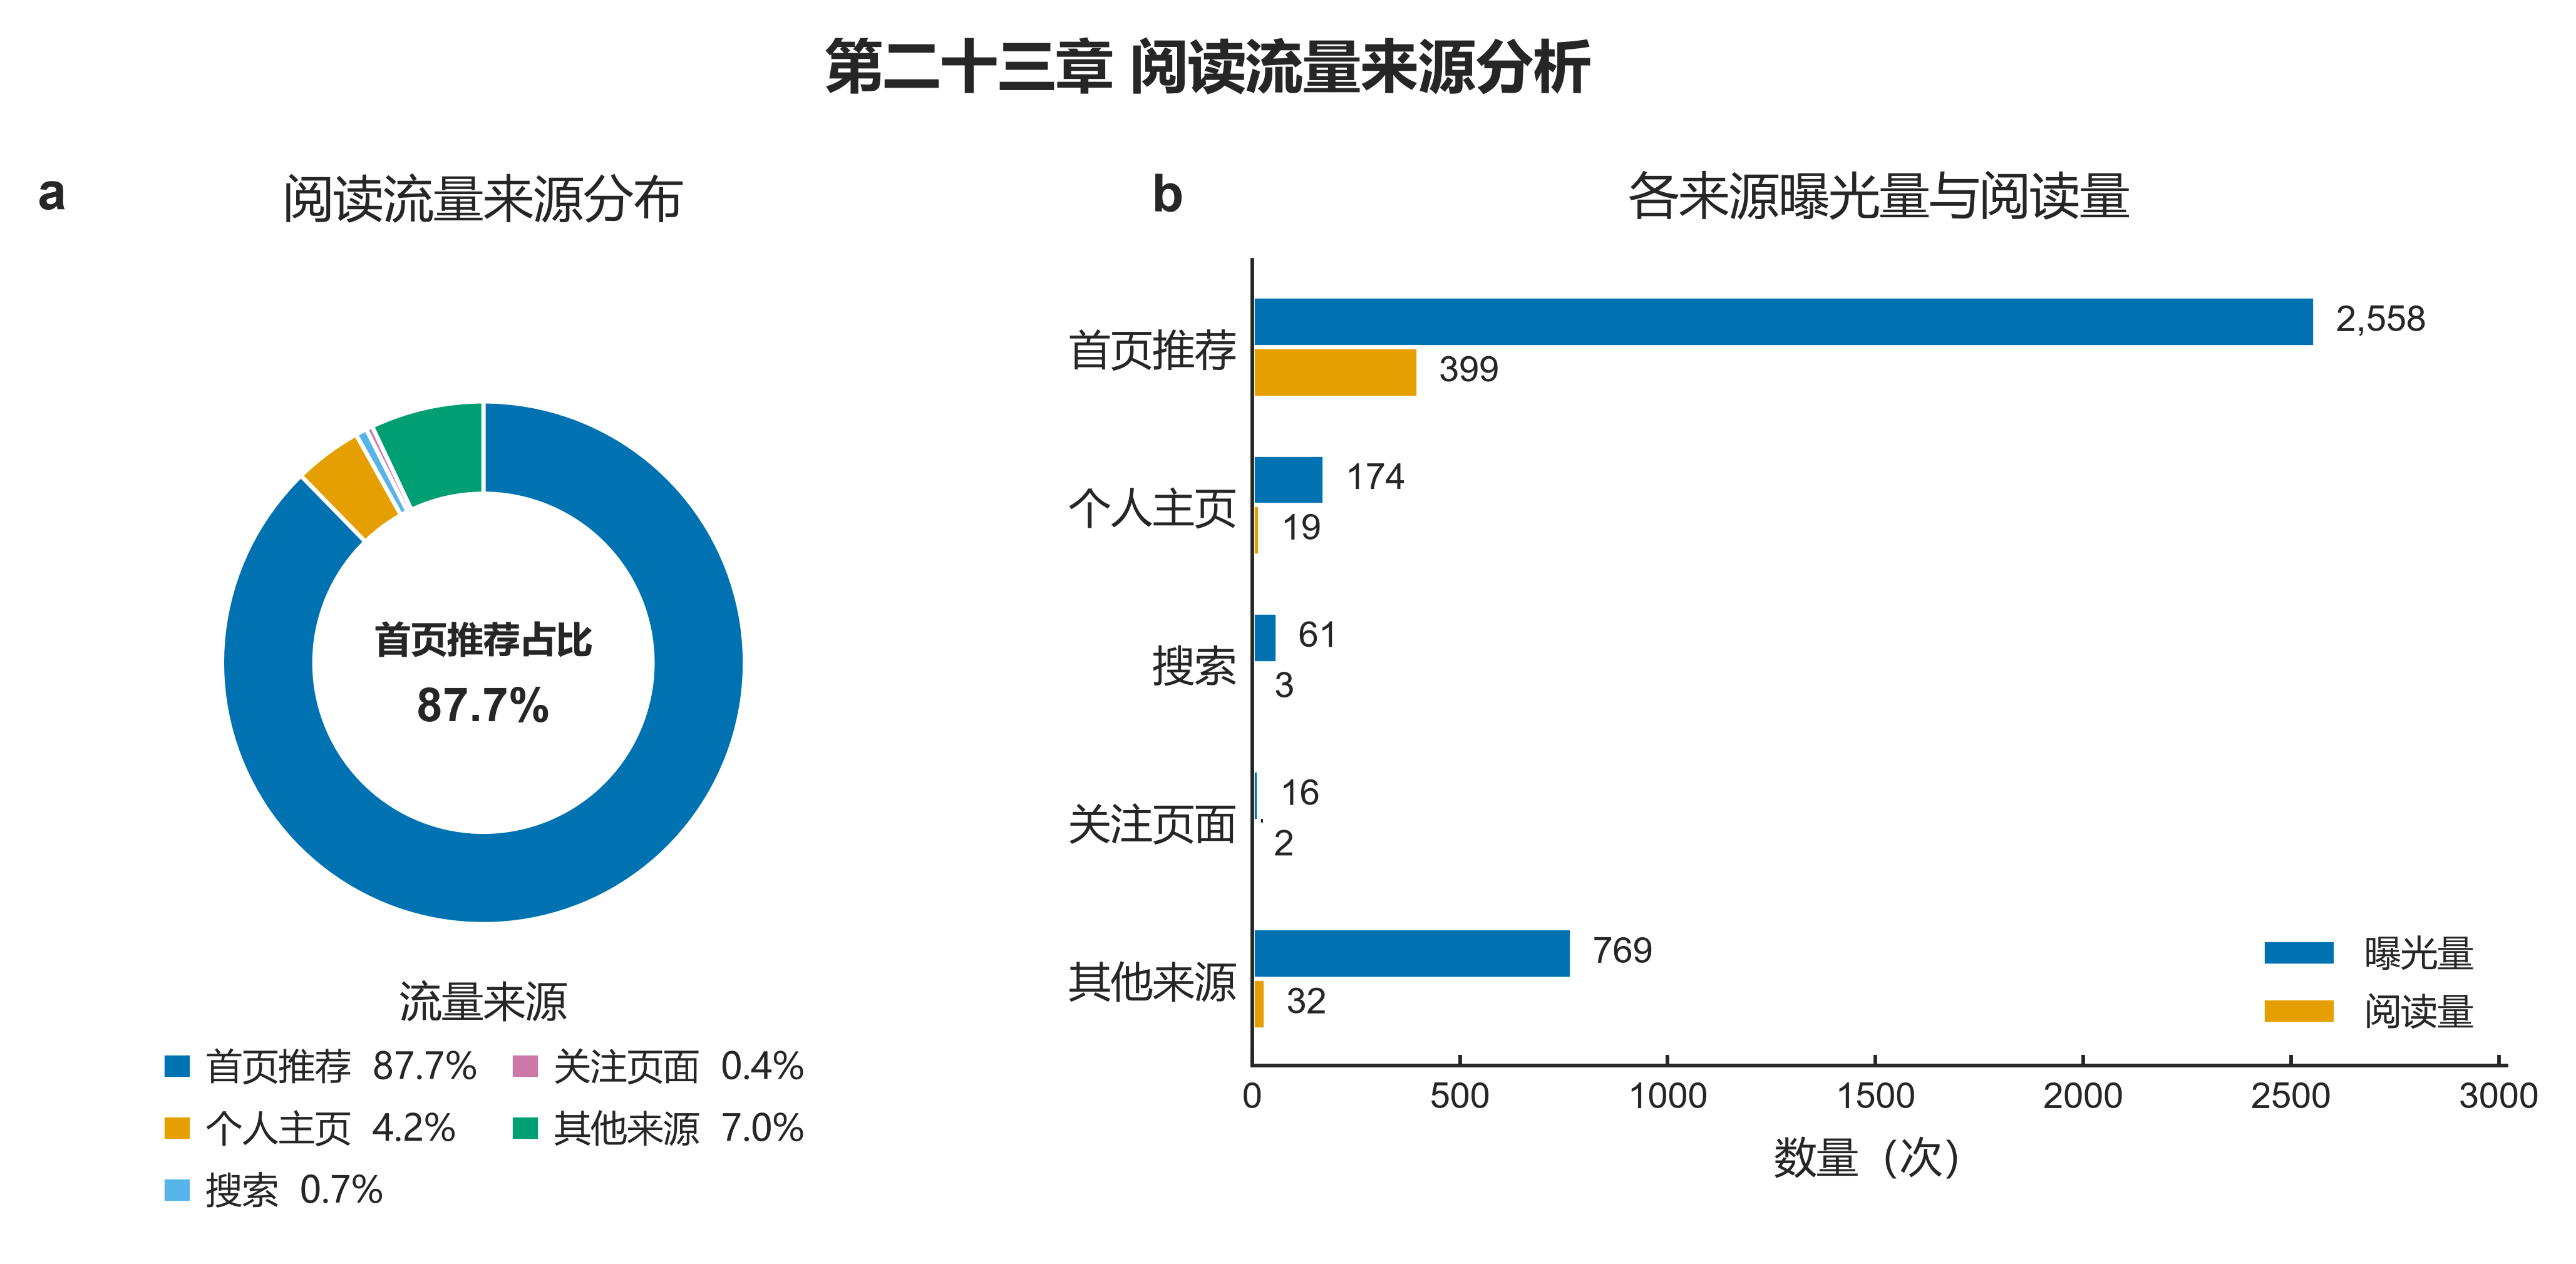 第二十三章 阅读流量来源分析
a
阅读流量来源分布
首页推荐占比
87.7%
流量来源
首页推荐 87.7%
个人主页 4.2%
搜索 0.7%
关注页面 0.4%
其他来源 7.0%
b
各来源曝光量与阅读量
首页推荐
2,558
399
个人主页
174
19
搜索
61
3
关注页面
16
2
其他来源
769
32
曝光量
阅读量
0 500 1000 1500 2000 2500 3000
数量（次）